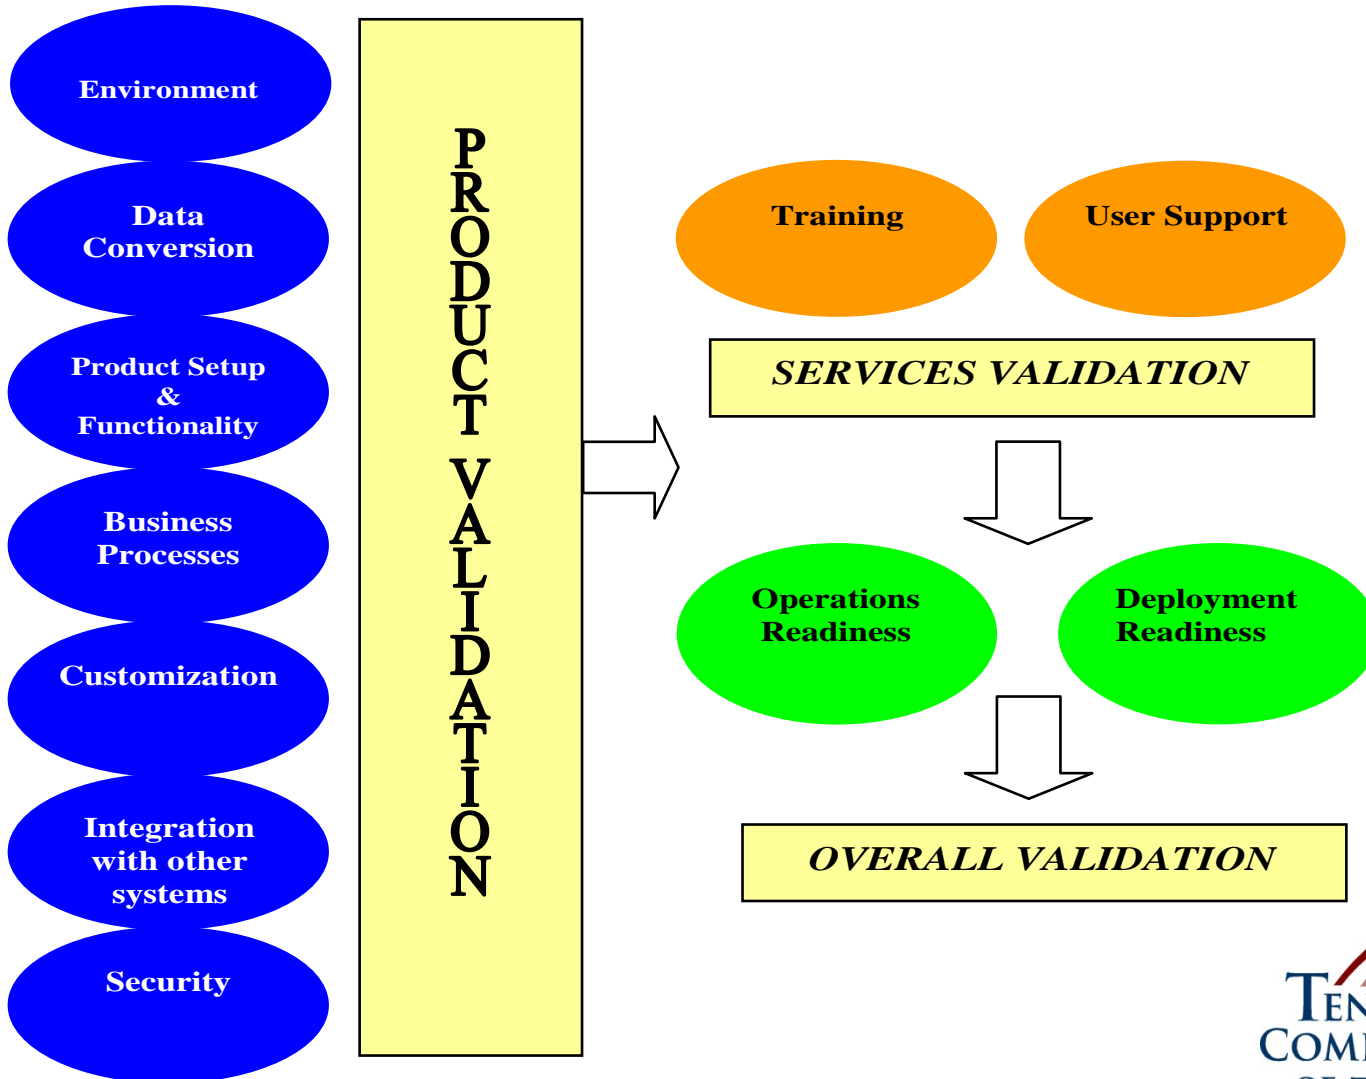 Environment
Data
Conversion
Product Setup
&
Functionality
Business
Processes
Customization
Integration
with other
systems
Security
PRODUCT VALIDATION
Training
User Support
SERVICES VALIDATION
Operations
Readiness
Deployment
Readiness
OVERALL VALIDATION